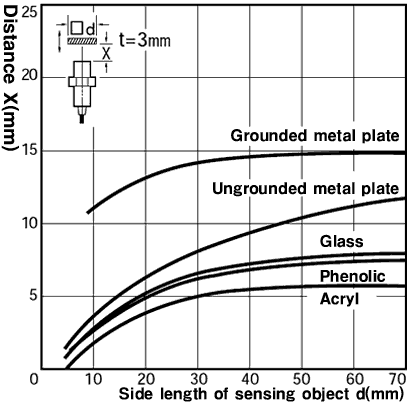 Distance X(mm)
25
20
15
10
5
0
d
X
t=3mm
Grounded metal plate
Ungrounded metal plate
Glass
Phenolic
Acryl
10 20 30 40 50 60 70
Side length of sensing object d(mm)